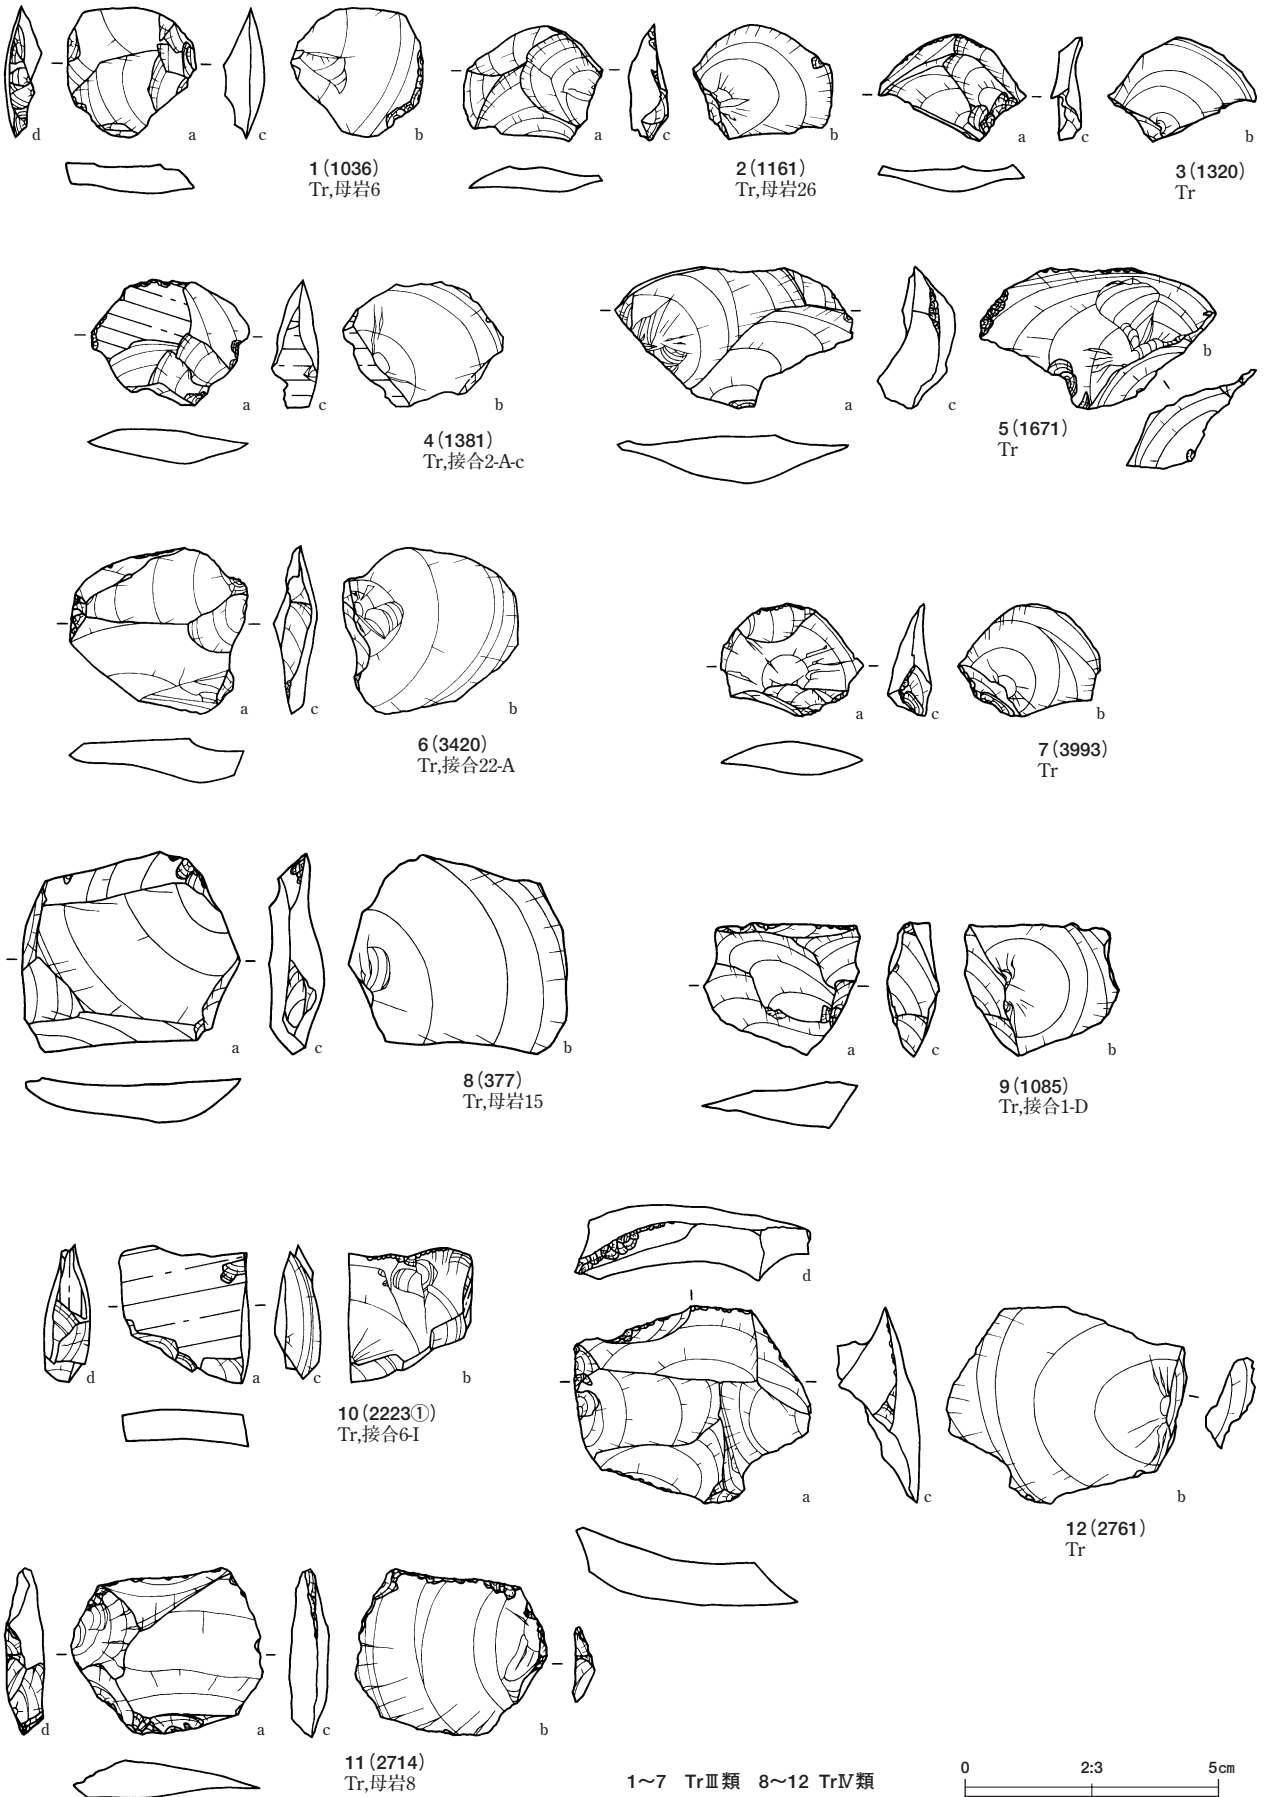 d a c b a c b a c b
1(1036)
Tr,母岩6
2(1161)
Tr,母岩26
3(1320)
Tr
a c b a c b
4(1381)
Tr,接合2-A-c
5(1671)
Tr
a c b a c b
6(3420)
Tr,接合22-A
7(3993)
Tr
a c b a c b
8(377)
Tr,母岩15
9(1085)
Tr,接合1-D
d
d a c b
10(2223①)
Tr,接合6-I
a c b
12(2761)
Tr
d a c b
11(2714)
Tr,母岩8
1〜7 TrⅢ類 8〜12 TrⅣ類
0 2:3 5cm